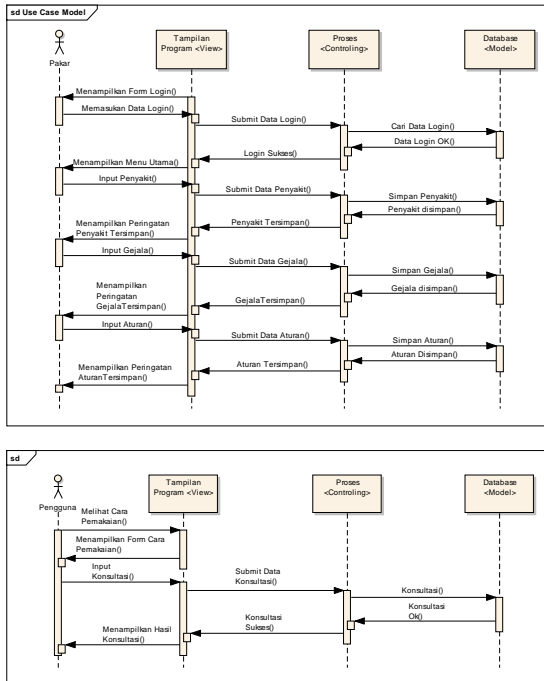 sd Use Case Model
Pakar
Tampilan
Program <View>
Proses
<Controling>
Database
<Model>
Menampilkan Form Login()
Memasukan Data Login()
Submit Data Login()
Cari Data Login()
Data Login OK()
Login Sukses()
Menampilkan Menu Utama()
Input Penyakit()
Submit Data Penyakit()
Simpan Penyakit()
Penyakit disimpan()
Penyakit Tersimpan()
Menampilkan Peringatan
Penyakit Tersimpan()
Input Gejala()
Submit Data Gejala()
Simpan Gejala()
Gejala disimpan()
GejalaTersimpan()
Menampilkan
Peringatan
GejalaTersimpan()
Input Aturan()
Submit Data Aturan()
Simpan Aturan()
Aturan Disimpan()
Aturan Tersimpan()
Menampilkan Peringatan
AturanTersimpan()
sd
Pengguna
Tampilan
Program <View>
Proses
<Controling>
Database
<Model>
Melihat Cara
Pemakaian()
Menampilkan Form Cara
Pemakaian()
Input
Konsultasi()
Submit Data
Konsultasi()
Konsultasi()
Konsultasi
Ok()
Konsultasi
Sukses()
Menampilkan Hasil
Konsultasi()